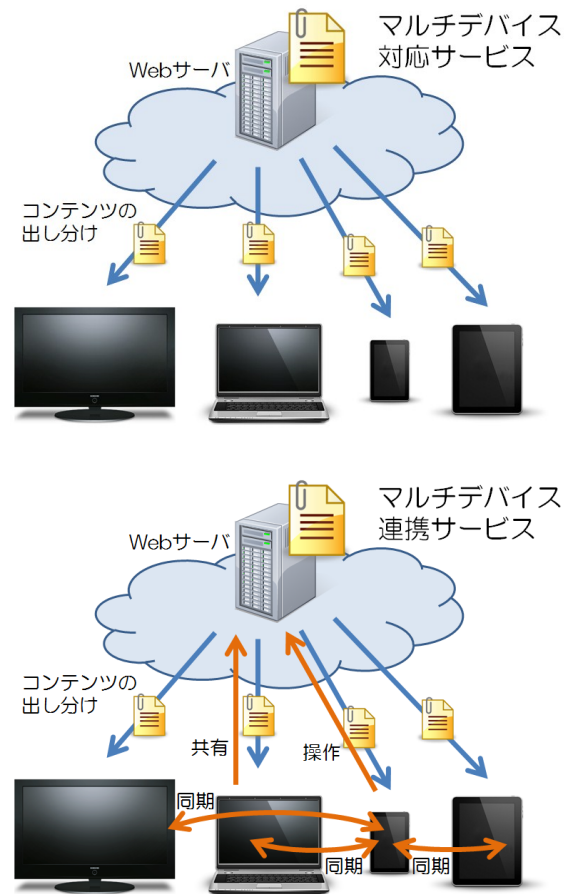 マルチデバイス
対応サービス
Webサーバ
コンテンツの
出し分け
マルチデバイス
連携サービス
Webサーバ
コンテンツの
出し分け
共有
操作
同期
同期
同期